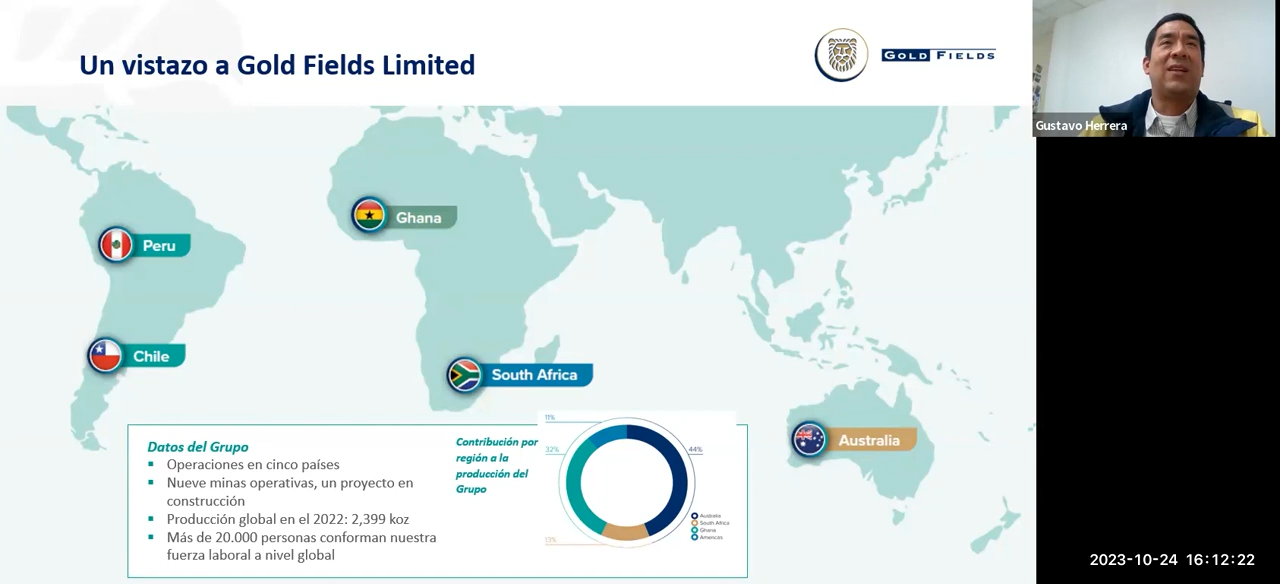 Un vistazo a Gold Fields Limited
GOLD FIELDS
Gustavo Herrera
Ghana
Peru
Chile
South Africa
Australia
Datos del Grupo
▪ Operaciones en cinco países
▪ Nueve minas operativas, un proyecto en
construcción
▪ Producción global en el 2022: 2,399 koz
▪ Más de 20.000 personas conforman nuestra
fuerza laboral a nivel global
Contribución por
región a la
producción del
Grupo
11%
32%
44%
13%
Australia
South Africa
Ghana
Americas
2023-10-24 16:12:22